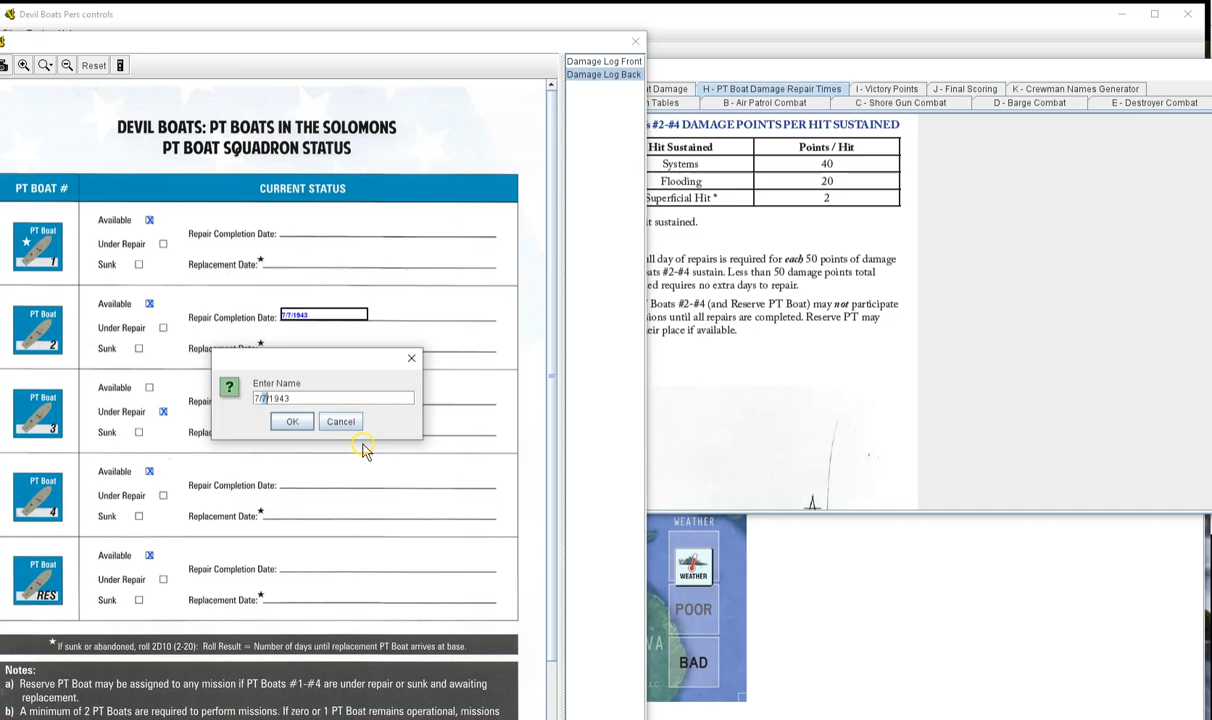 Devil Boats Pers controls
Reset
Damage Log Front
Damage Log Back
DEVIL BOATS: PT BOATS IN THE SOLOMONS
PT BOAT SQUADRON STATUS
PT BOAT #
CURRENT STATUS
PT Boat
1
Available X
Under Repair
Sunk
Repair Completion Date:
Replacement Date:*
PT Boat
2
Available X
Under Repair
Sunk
Repair Completion Date: 7/7/1943
PT Boat
3
Available
Under Repair X
Sunk
PT Boat
4
Available X
Under Repair
Sunk
Repair Completion Date:
Replacement Date:*
PT Boat
RES
Available X
Under Repair
Sunk
Repair Completion Date:
Replacement Date:*
* If sunk or abandoned, roll 2D10 (2-20): Roll Result = Number of days until replacement PT Boat arrives at base.
Notes:
a) Reserve PT Boat may be assigned to any mission if PT Boats #1-#4 are under repair or sunk and awaiting
replacement.
b) A minimum of 2 PT Boats are required to perform missions. If zero or 1 PT Boat remains operational, missions
?
Enter Name
7/7/1943
OK
Cancel
Damage
H - PT Boat Damage Repair Times
I - Victory Points
J - Final Scoring
K - Crewman Names Generator
Tables
B - Air Patrol Combat
C - Shore Gun Combat
D - Barge Combat
E - Destroyer Combat
#2-#4 DAMAGE POINTS PER HIT SUSTAINED
Hit Sustained
Points / Hit
Systems
40
Flooding
20
Superficial Hit *
2
it sustained.
day of repairs is required for each 50 points of damage
#2-#4 sustain. Less than 50 damage points total
requires no extra days to repair.
Boats #2-#4 (and Reserve PT Boat) may not participate
until all repairs are completed. Reserve PT may
place if available.
WEATHER
WEATHER
POOR
BAD